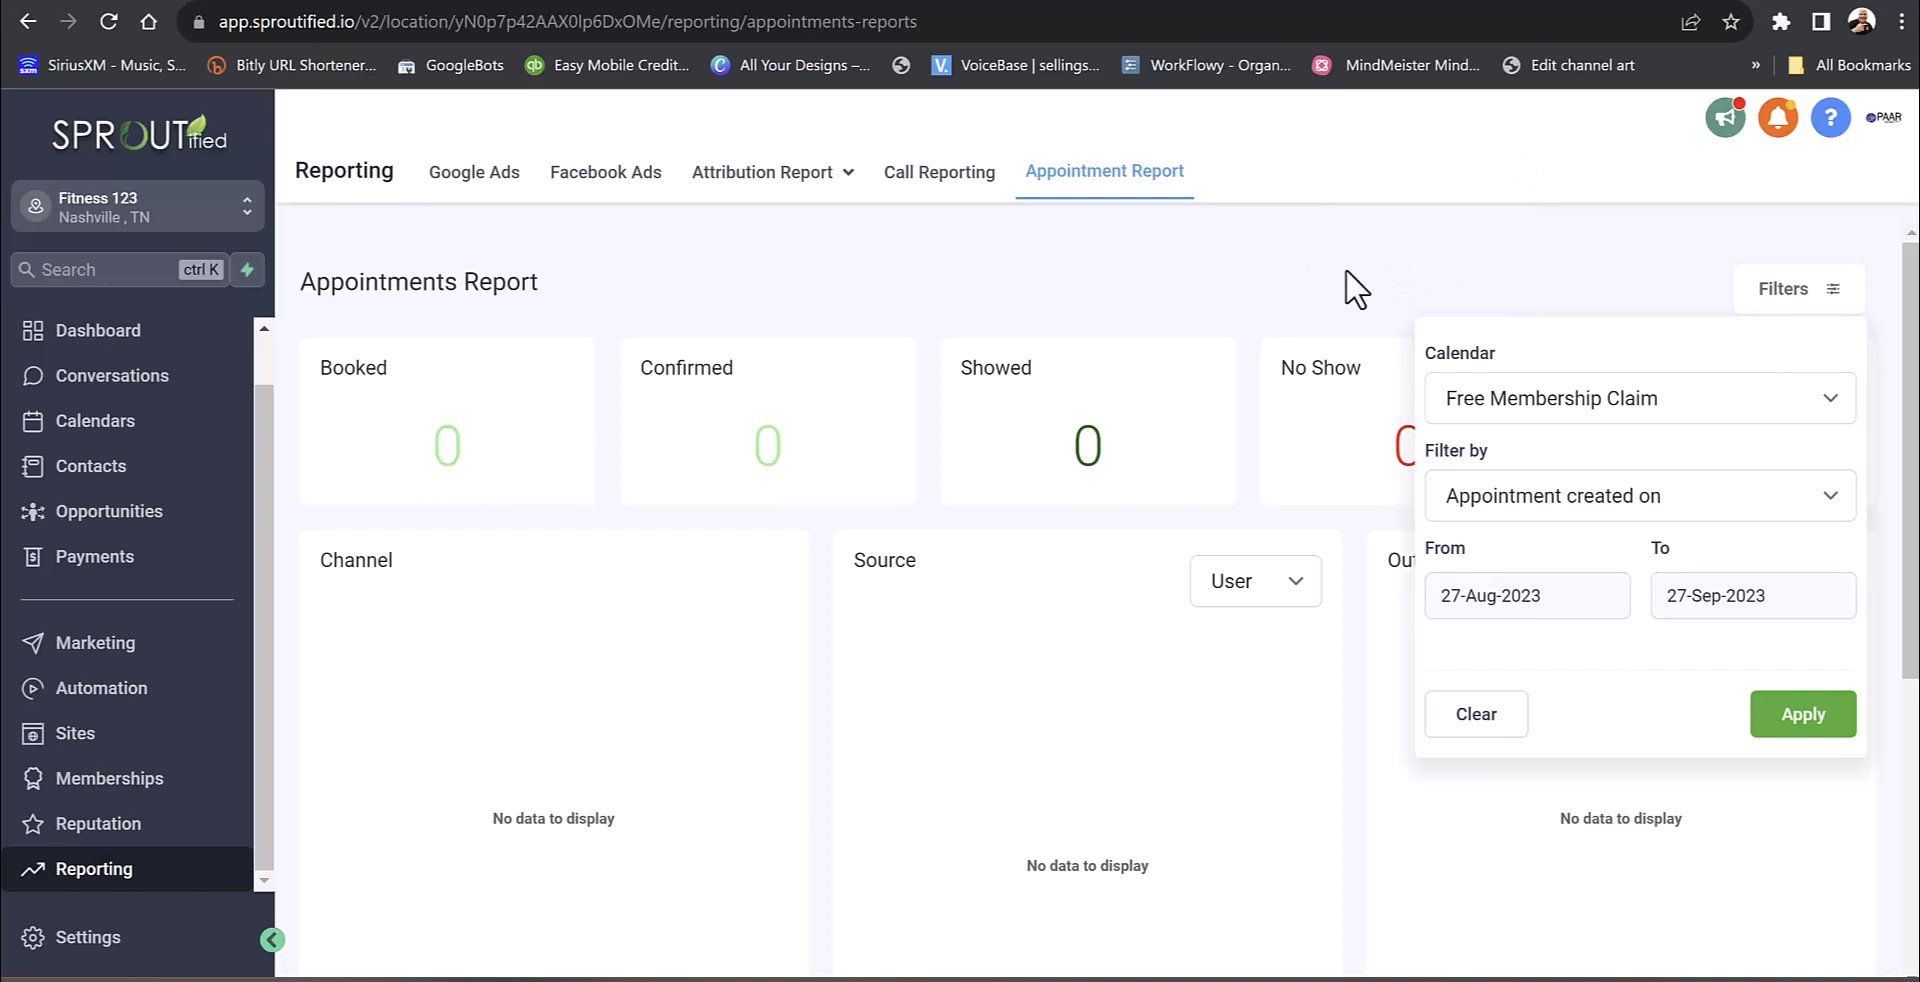 app.sproutified.io/v2/location/yN0p7p42AAX0lp6DxOMe/reporting/appointments-reports
SiriusXM - Music, S...
Bitly URL Shortener...
GoogleBots
Easy Mobile Credit...
All Your Designs –...
VoiceBase | sellings...
WorkFlowy - Organ...
MindMeister Mind...
Edit channel art
»
All Bookmarks
SPROUTified
PAAR
Reporting
Google Ads
Facebook Ads
Attribution Report
Call Reporting
Appointment Report
Fitness 123
Nashville , TN
Search
ctrl K
Dashboard
Conversations
Calendars
Contacts
Opportunities
Payments
Marketing
Automation
Sites
Memberships
Reputation
Reporting
Settings
Appointments Report
Filters
Booked
0
Confirmed
0
Showed
0
No Show
0
Calendar
Free Membership Claim
Filter by
Appointment created on
From
To
27-Aug-2023
27-Sep-2023
Clear
Apply
Channel
No data to display
Source
User
No data to display
Out
No data to display